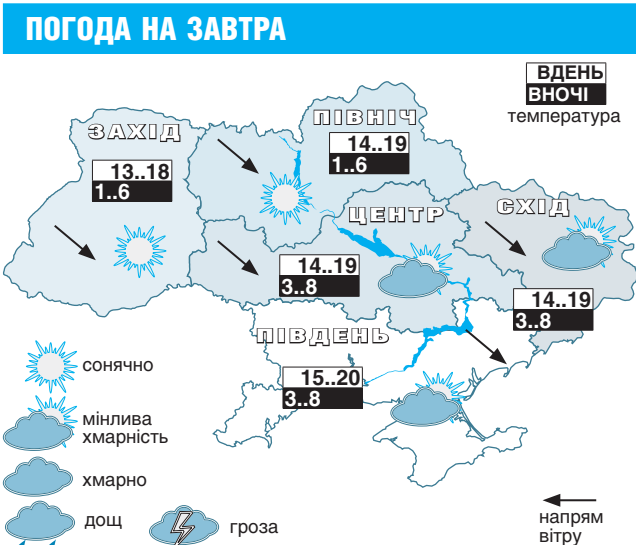 ПОГОДА НА ЗАВТРА
ВДЕНЬ
ВНОЧІ
температура
ЗАХІД
13..18
1..6
ПІВНІЧ
14..19
1..6
ЦЕНТР
14..19
3..8
СХІД
14..19
3..8
ПІВДЕНЬ
15..20
3..8
сонячно
мінлива
хмарність
хмарно
дощ
гроза
напрям
вітру